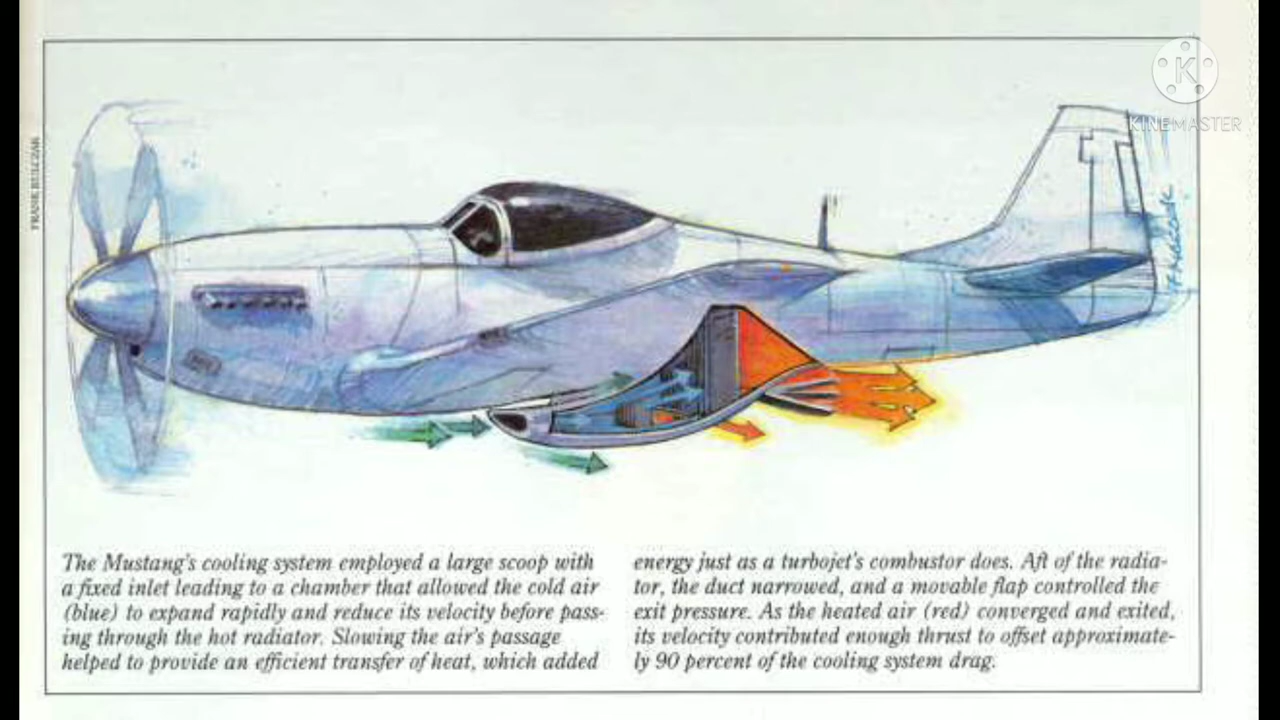 K
KINEMASTER
FRANK KULCZAK
The Mustang's cooling system employed a large scoop with
a fixed inlet leading to a chamber that allowed the cold air
(blue) to expand rapidly and reduce its velocity before pass-
ing through the hot radiator. Slowing the air's passage
helped to provide an efficient transfer of heat, which added
energy just as a turbojet's combustor does. Aft of the radia-
tor, the duct narrowed, and a movable flap controlled the
exit pressure. As the heated air (red) converged and exited,
its velocity contributed enough thrust to offset approximate-
ly 90 percent of the cooling system drag.